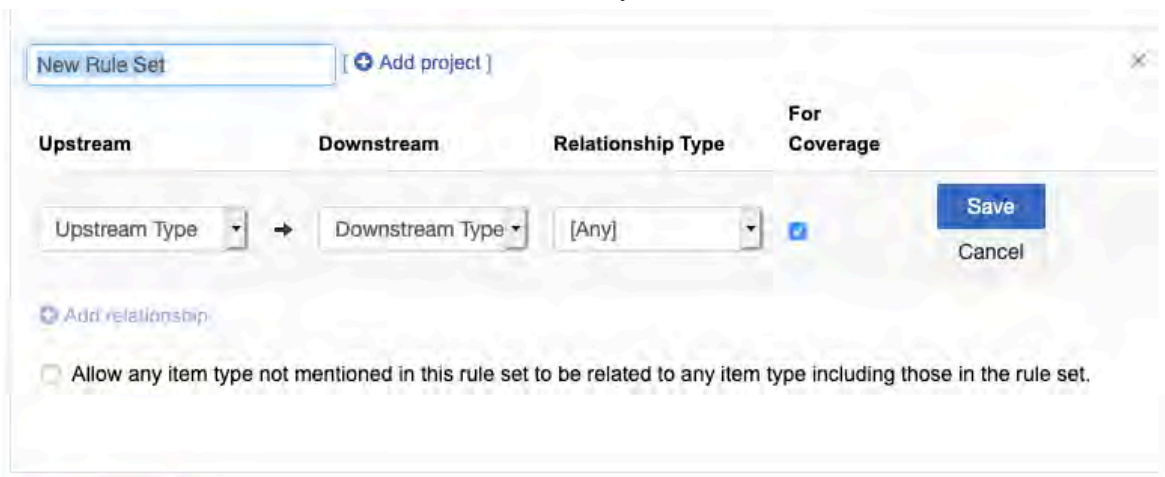 New Rule Set [ Add project ]
For
Upstream Downstream Relationship Type Coverage
Upstream Type Downstream Type [Any] Save
Cancel
Add relationship
Allow any item type not mentioned in this rule set to be related to any item type including those in the rule set.